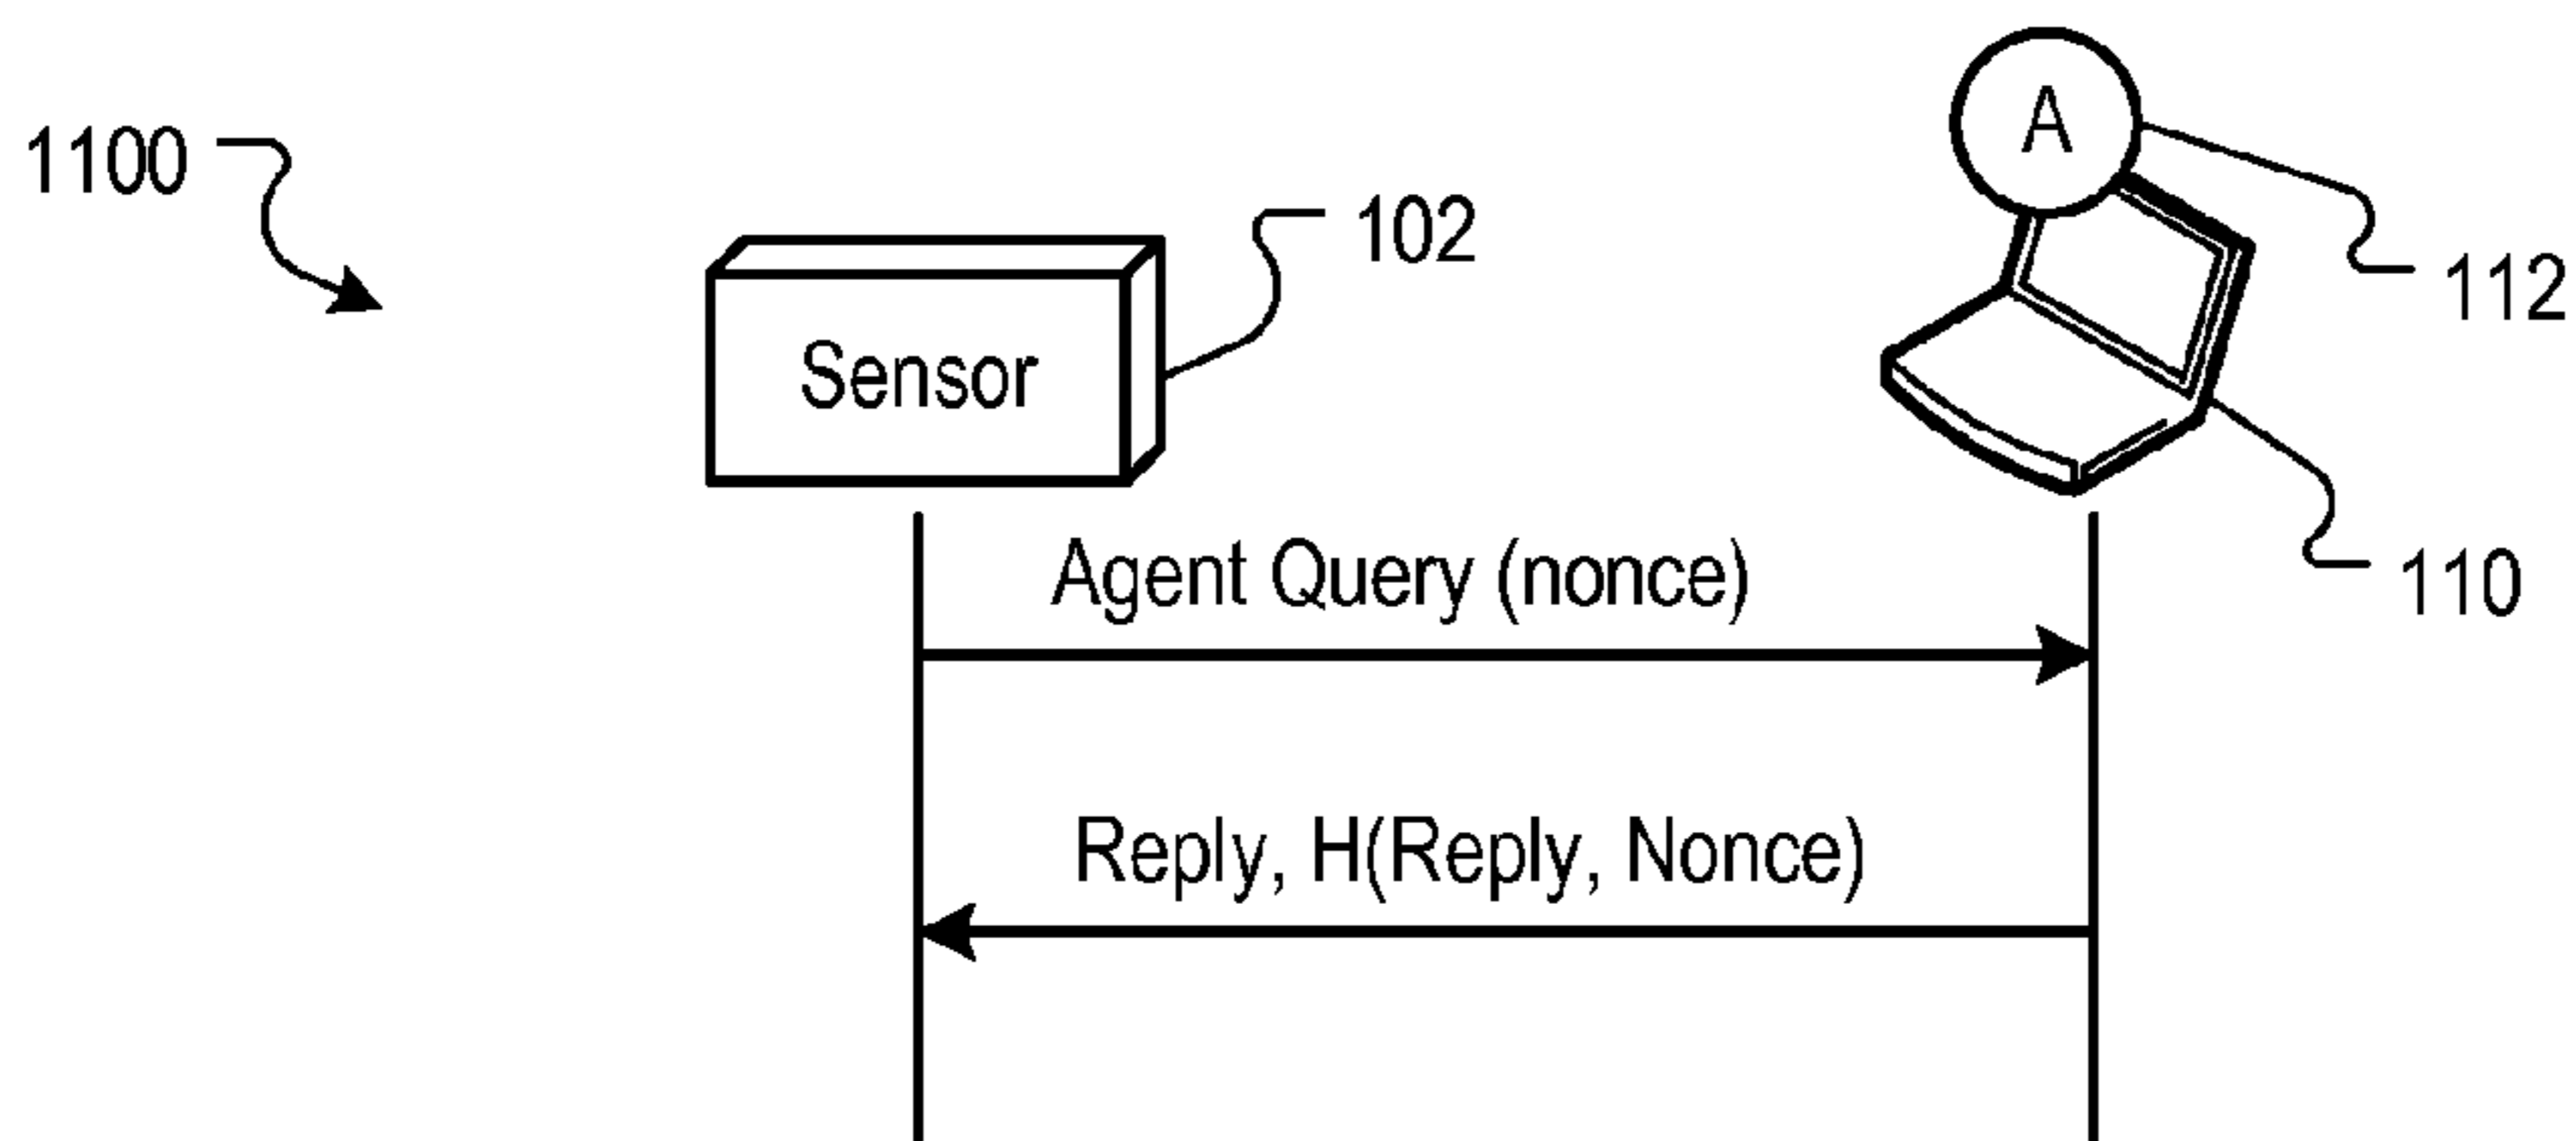 1100
A
102
112
Sensor
110
Agent Query (nonce)
Reply, H(Reply, Nonce)